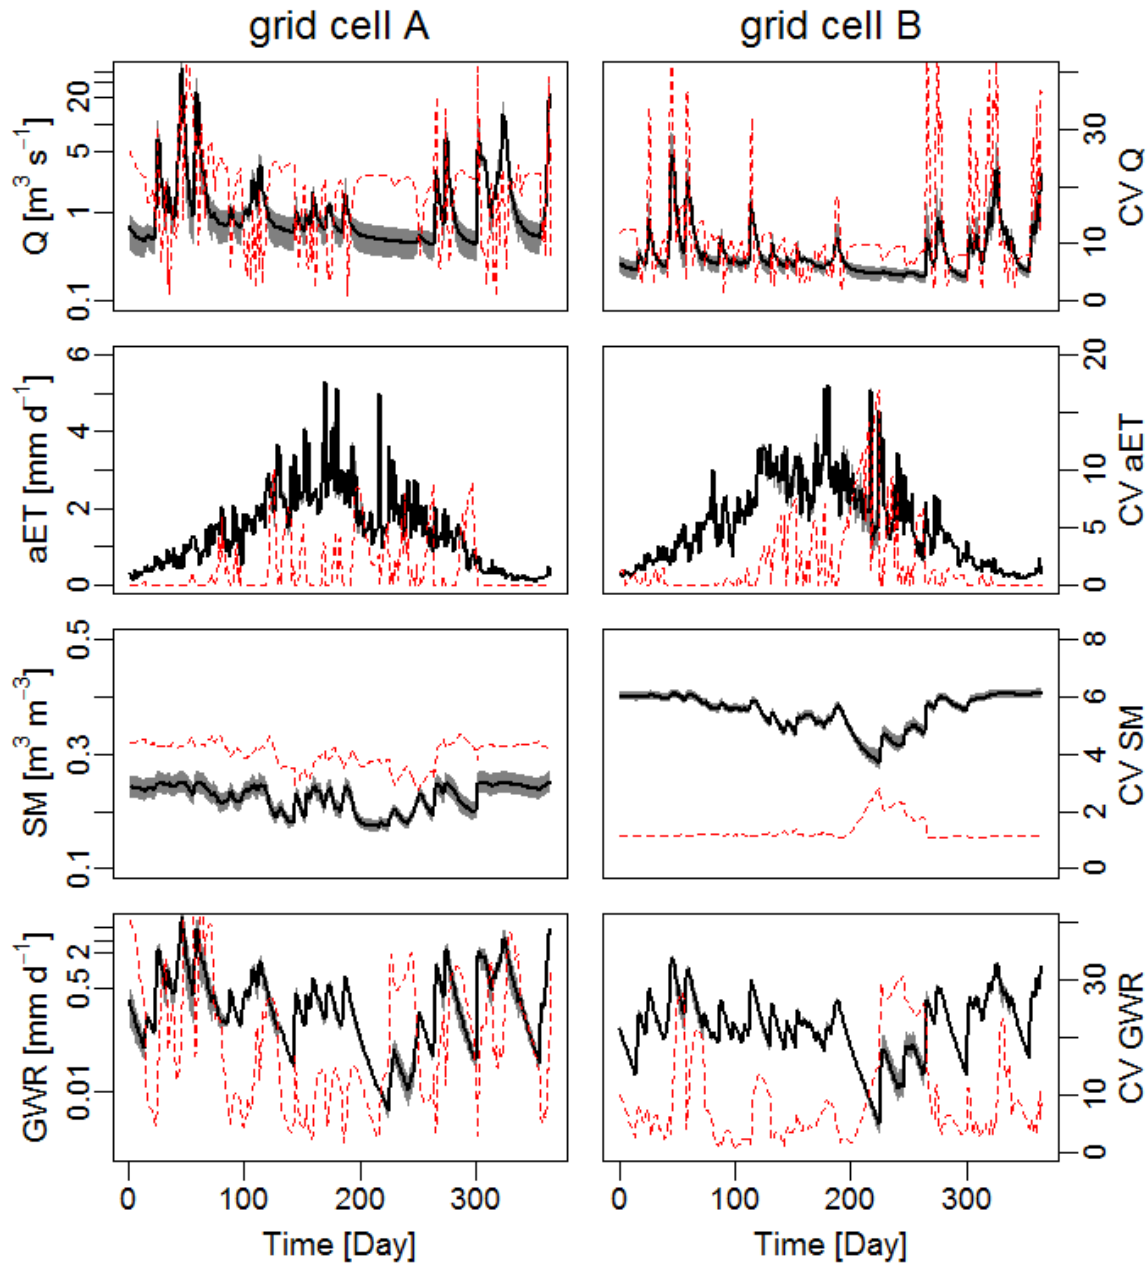 grid cell A grid cell B
Q [m³ s⁻¹]
0.1 1 5 20
CV Q
0 10 30
aET [mm d⁻¹]
0 2 4 6
CV aET
0 5 10 20
SM [m³ m⁻³]
0.1 0.3 0.5
CV SM
0 2 4 6 8
GWR [mm d⁻¹]
0.01 0.5 2
CV GWR
0 10 30
0 100 200 300 0 100 200 300
Time [Day] Time [Day]